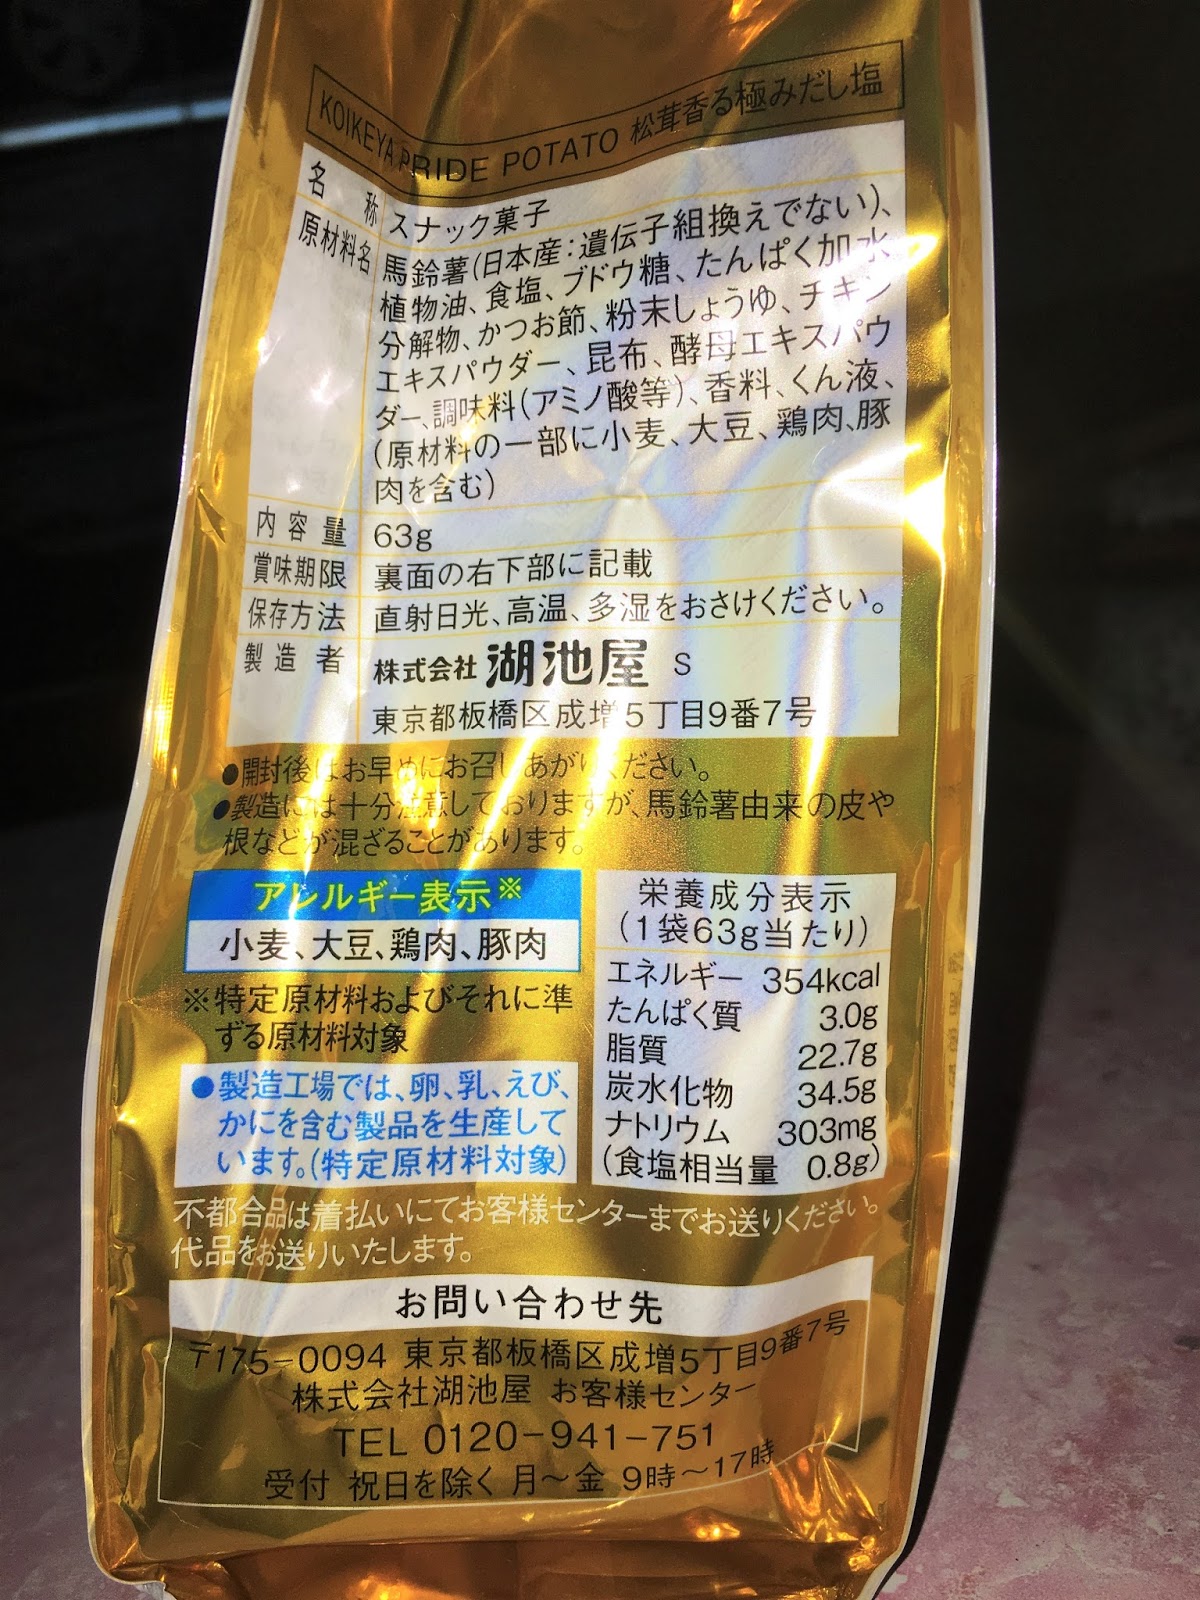 KOIKEYA PRIDE POTATO 松茸香る極みだし塩
名称 スナック菓子
原材料名 馬鈴薯(日本産:遺伝子組換えでない)、
植物油、食塩、ブドウ糖、たんぱく加水
分解物、かつお節、粉末しょうゆ、チキン
エキスパウダー、昆布、酵母エキスパウ
ダー、調味料(アミノ酸等)、香料、くん液、
(原材料の一部に小麦、大豆、鶏肉、豚
肉を含む)
内容量 63g
賞味期限 裏面の右下部に記載
保存方法 直射日光、高温、多湿をおさけください。
製造者 株式会社 湖池屋 S
東京都板橋区成増5丁目9番7号
●開封後はお早めにお召しあがりください。
●製造には十分注意しておりますが、馬鈴薯由来の皮や
根などが混ざることがあります。
アレルギー表示※
小麦、大豆、鶏肉、豚肉
※特定原材料およびそれに準
ずる原材料対象
●製造工場では、卵、乳、えび、
かにを含む製品を生産して
います。(特定原材料対象)
栄養成分表示
(1袋63g当たり)
エネルギー 354kcal
たんぱく質 3.0g
脂質 22.7g
炭水化物 34.5g
ナトリウム 303mg
(食塩相当量 0.8g)
不都合品は着払いにてお客様センターまでお送りください。
代品をお送りいたします。
お問い合わせ先
〒175-0094 東京都板橋区成増5丁目9番7号
株式会社湖池屋 お客様センター
TEL 0120-941-751
受付 祝日を除く 月~金 9時~17時